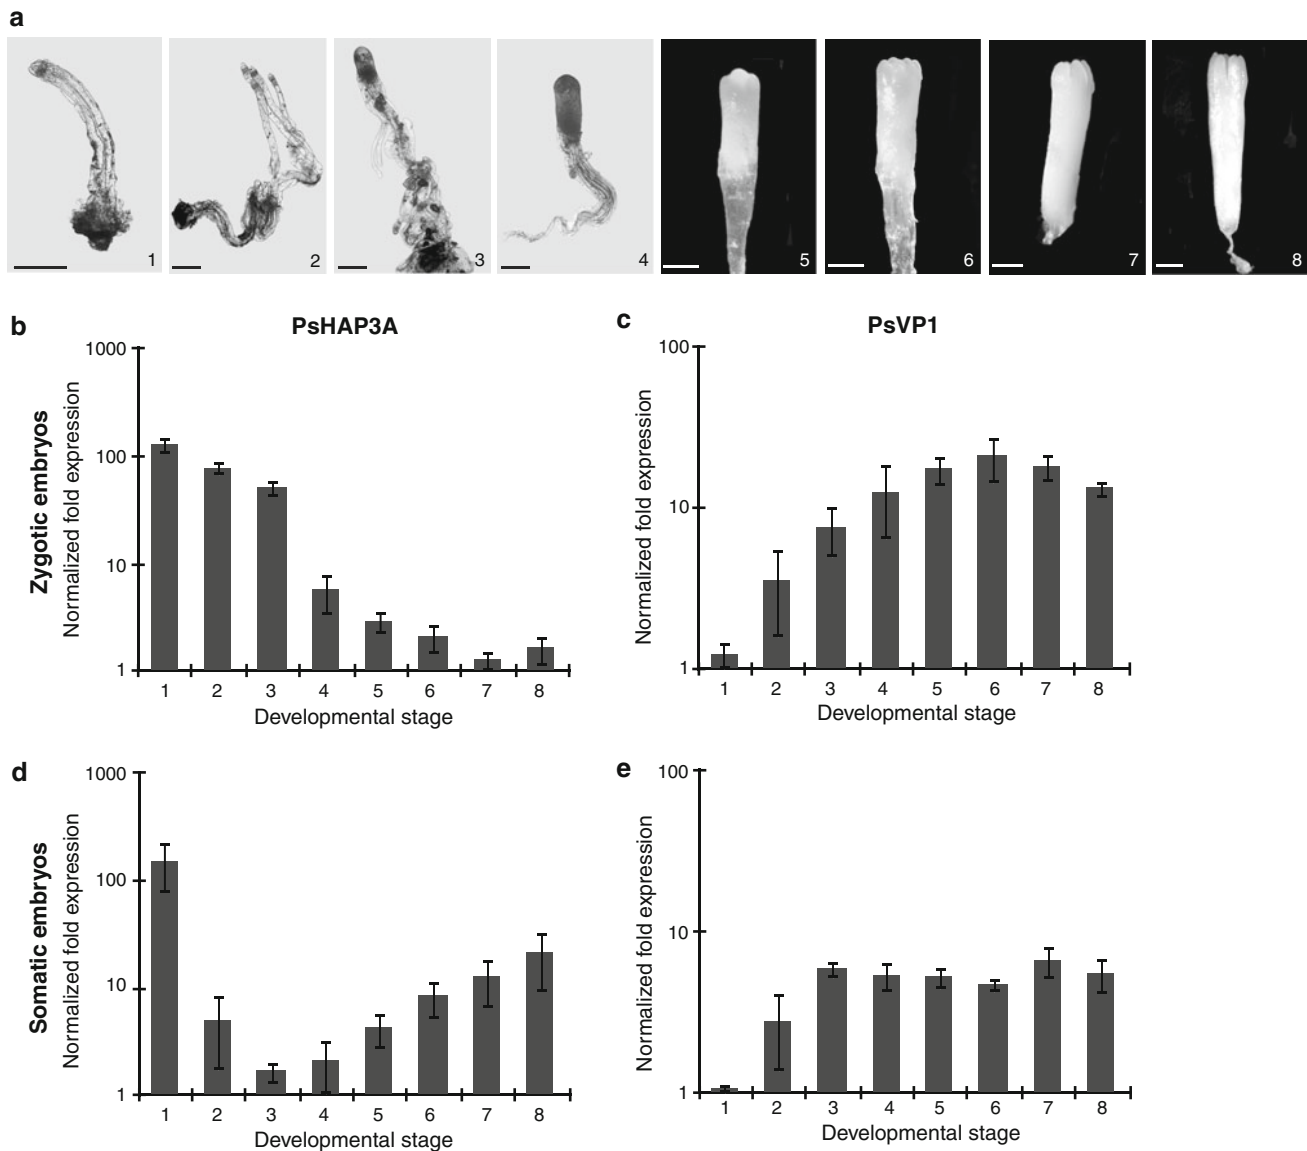 a
1 2 3 4 5 6 7 8
b PsHAP3A
Zygotic embryos
Normalized fold expression
1000
100
10
1
1 2 3 4 5 6 7 8
Developmental stage
c PsVP1
Normalized fold expression
100
10
1
1 2 3 4 5 6 7 8
Developmental stage
d
Somatic embryos
Normalized fold expression
1000
100
10
1
1 2 3 4 5 6 7 8
Developmental stage
e
Normalized fold expression
100
10
1
1 2 3 4 5 6 7 8
Developmental stage